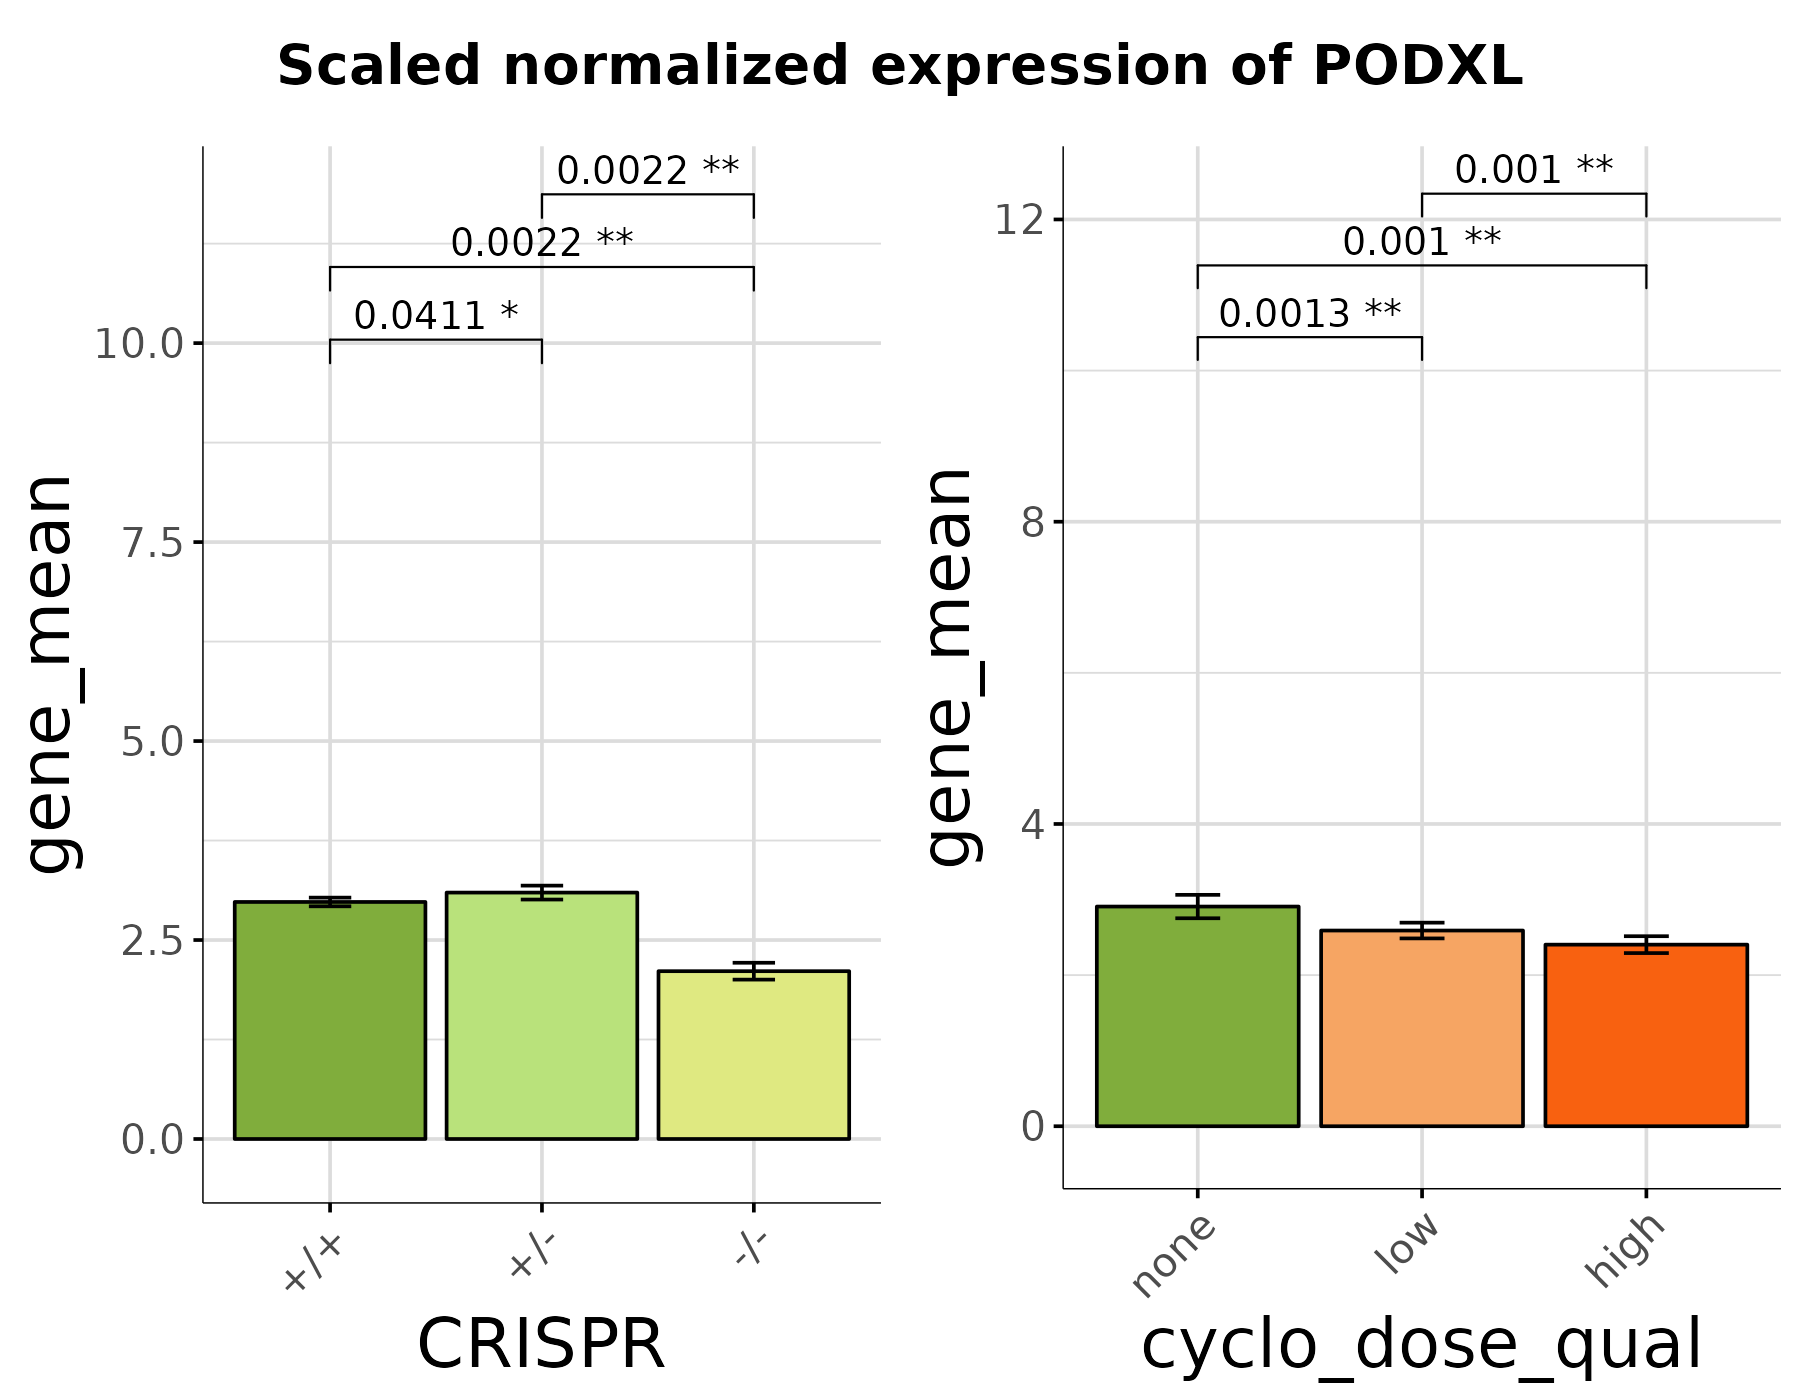 Scaled normalized expression of PODXL
gene_mean
10.0
7.5
5.0
2.5
0.0
0.0022 **
0.0022 **
0.0411 *
+/+
+/-
-/-
CRISPR
gene_mean
12
8
4
0
0.001 **
0.001 **
0.0013 **
none
low
high
cyclo_dose_qual